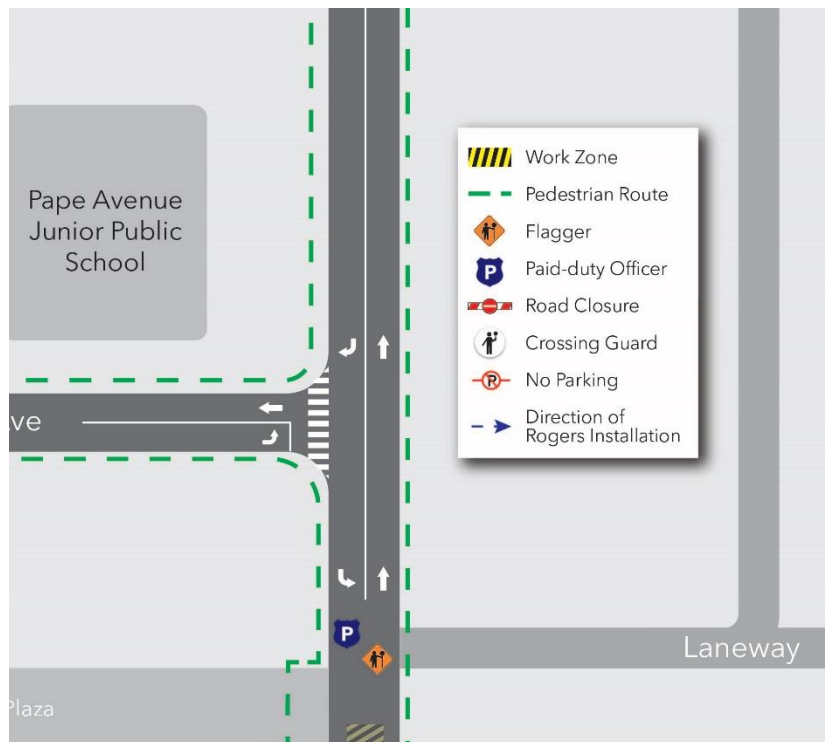 Pape Avenue
Junior Public
School
Work Zone
Pedestrian Route
Flagger
P
Paid-duty Officer
Road Closure
Crossing Guard
P
No Parking
Direction of
Rogers Installation
ve
P
Laneway
Plaza